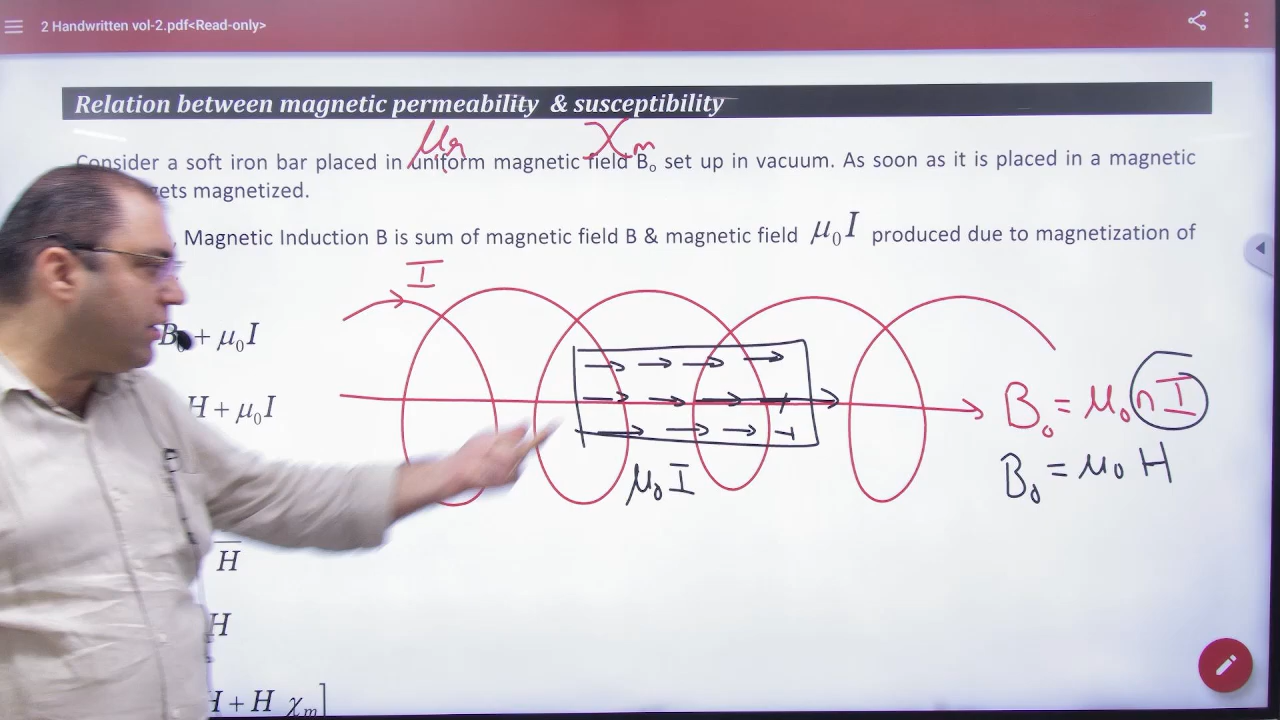 2 Handwritten vol-2.pdf<Read-only>
Relation between magnetic permeability & susceptibility
μr χm
Consider a soft iron bar placed in uniform magnetic field B₀ set up in vacuum. As soon as it is placed in a magnetic
gets magnetized.
, Magnetic Induction B is sum of magnetic field B & magnetic field μ₀I produced due to magnetization of
I
B₀ + μ₀I
H + μ₀I
B₀ = μ₀ n I
μ₀ I
B₀ = μ₀ H
H
H
H + H χm]